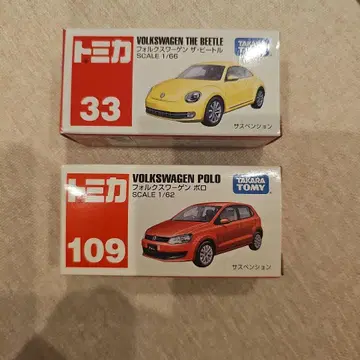 トミカ
33
VOLKSWAGEN THE BEETLE
フォルクスワーゲン ザ・ビートル
SCALE 1/66
TAKARA
TOMY
サスペンション
トミカ
109
VOLKSWAGEN POLO
フォルクスワーゲン ポロ
SCALE 1/62
TAKARA
TOMY
サスペンション